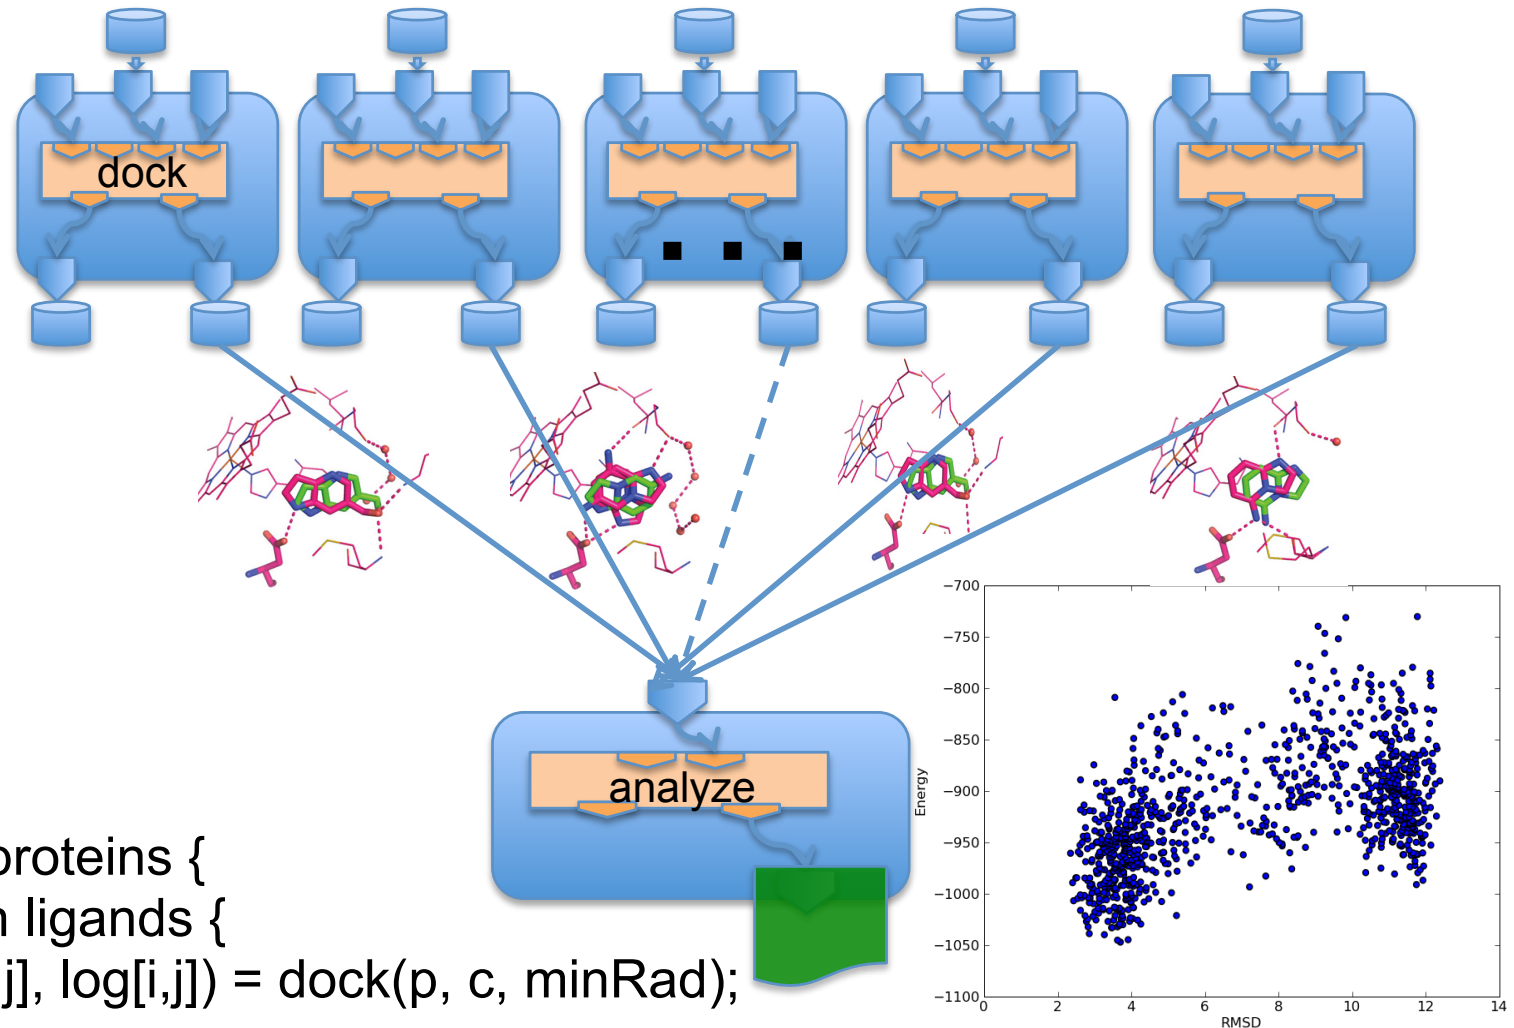 dock
analyze
proteins {
ligands {
j], log[i,j]) = dock(p, c, minRad);
−700
−750
−800
−850
−900
−950
−1000
−1050
−1100
Energy
0 2 4 6 8 10 12 14
RMSD